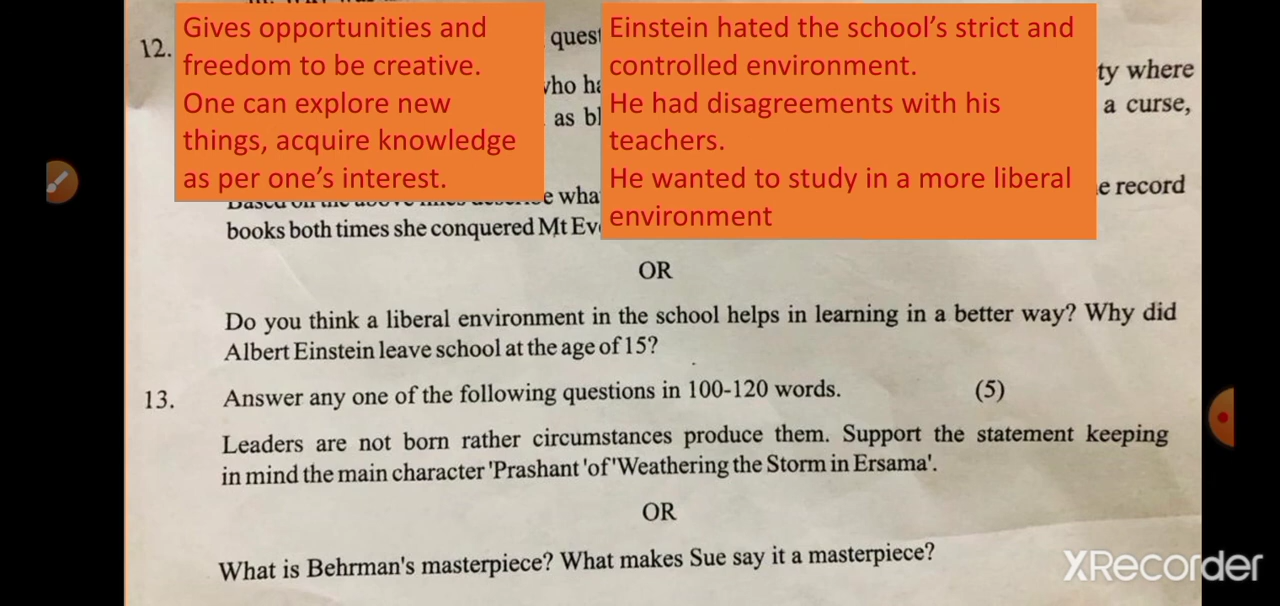 12.
Gives opportunities and
freedom to be creative.
One can explore new
things, acquire knowledge
as per one's interest.
Einstein hated the school's strict and
controlled environment.
He had disagreements with his
teachers.
He wanted to study in a more liberal
environment
ty where
as
a curse,
record
books both times she conquered Mt
OR
Do you think a liberal environment in the school helps in learning in a better way? Why did
Albert Einstein leave school at the age of 15?
13. Answer any one of the following questions in 100-120 words. (5)
Leaders are not born rather circumstances produce them. Support the statement keeping
in mind the main character 'Prashant 'of 'Weathering the Storm in Ersama'.
OR
What is Behrman's masterpiece? What makes Sue say it a masterpiece?
XRecorder